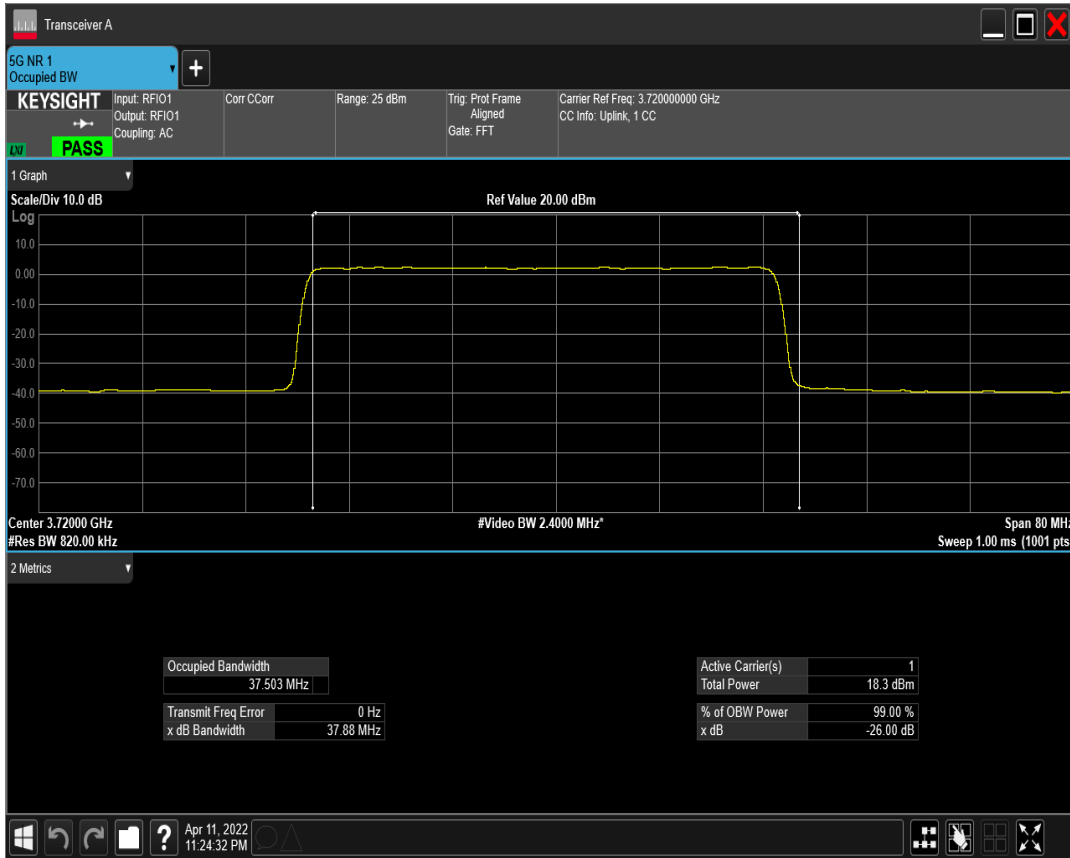 Transceiver A
5G NR 1
Occupied BW
KEYSIGHT
LXI
PASS
Input: RFIO1
Output: RFIO1
Coupling: AC
Corr CCorr
Range: 25 dBm
Trig: Prot Frame
Aligned
Gate: FFT
Carrier Ref Freq: 3.720000000 GHz
CC Info: Uplink, 1 CC
1 Graph
Scale/Div 10.0 dB
Ref Value 20.00 dBm
Log
10.0
0.00
-10.0
-20.0
-30.0
-40.0
-50.0
-60.0
-70.0
Center 3.72000 GHz
#Video BW 2.4000 MHz*
Span 80 MHz
#Res BW 820.00 kHz
Sweep 1.00 ms (1001 pts
2 Metrics
Occupied Bandwidth
37.503 MHz
Transmit Freq Error 0 Hz
x dB Bandwidth 37.88 MHz
Active Carrier(s) 1
Total Power 18.3 dBm
% of OBW Power 99.00 %
x dB -26.00 dB
?
Apr 11, 2022
11:24:32 PM